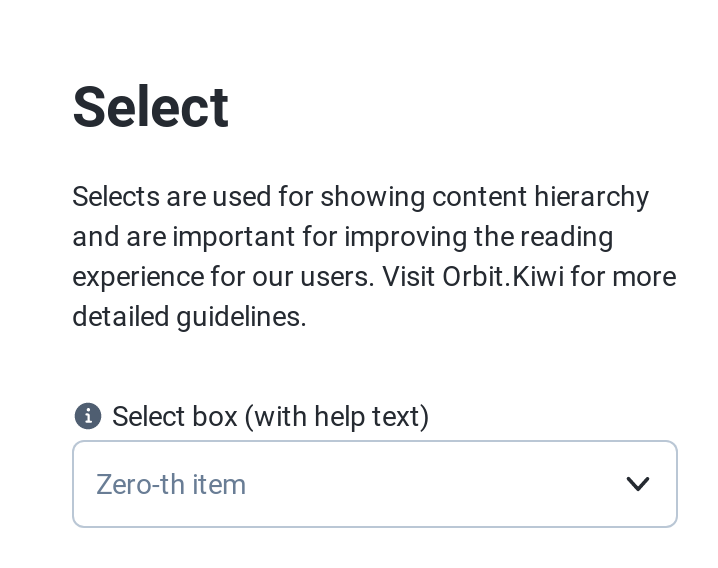 Select
Selects are used for showing content hierarchy
and are important for improving the reading
experience for our users. Visit Orbit.Kiwi for more
detailed guidelines.
Select box (with help text)
Zero-th item